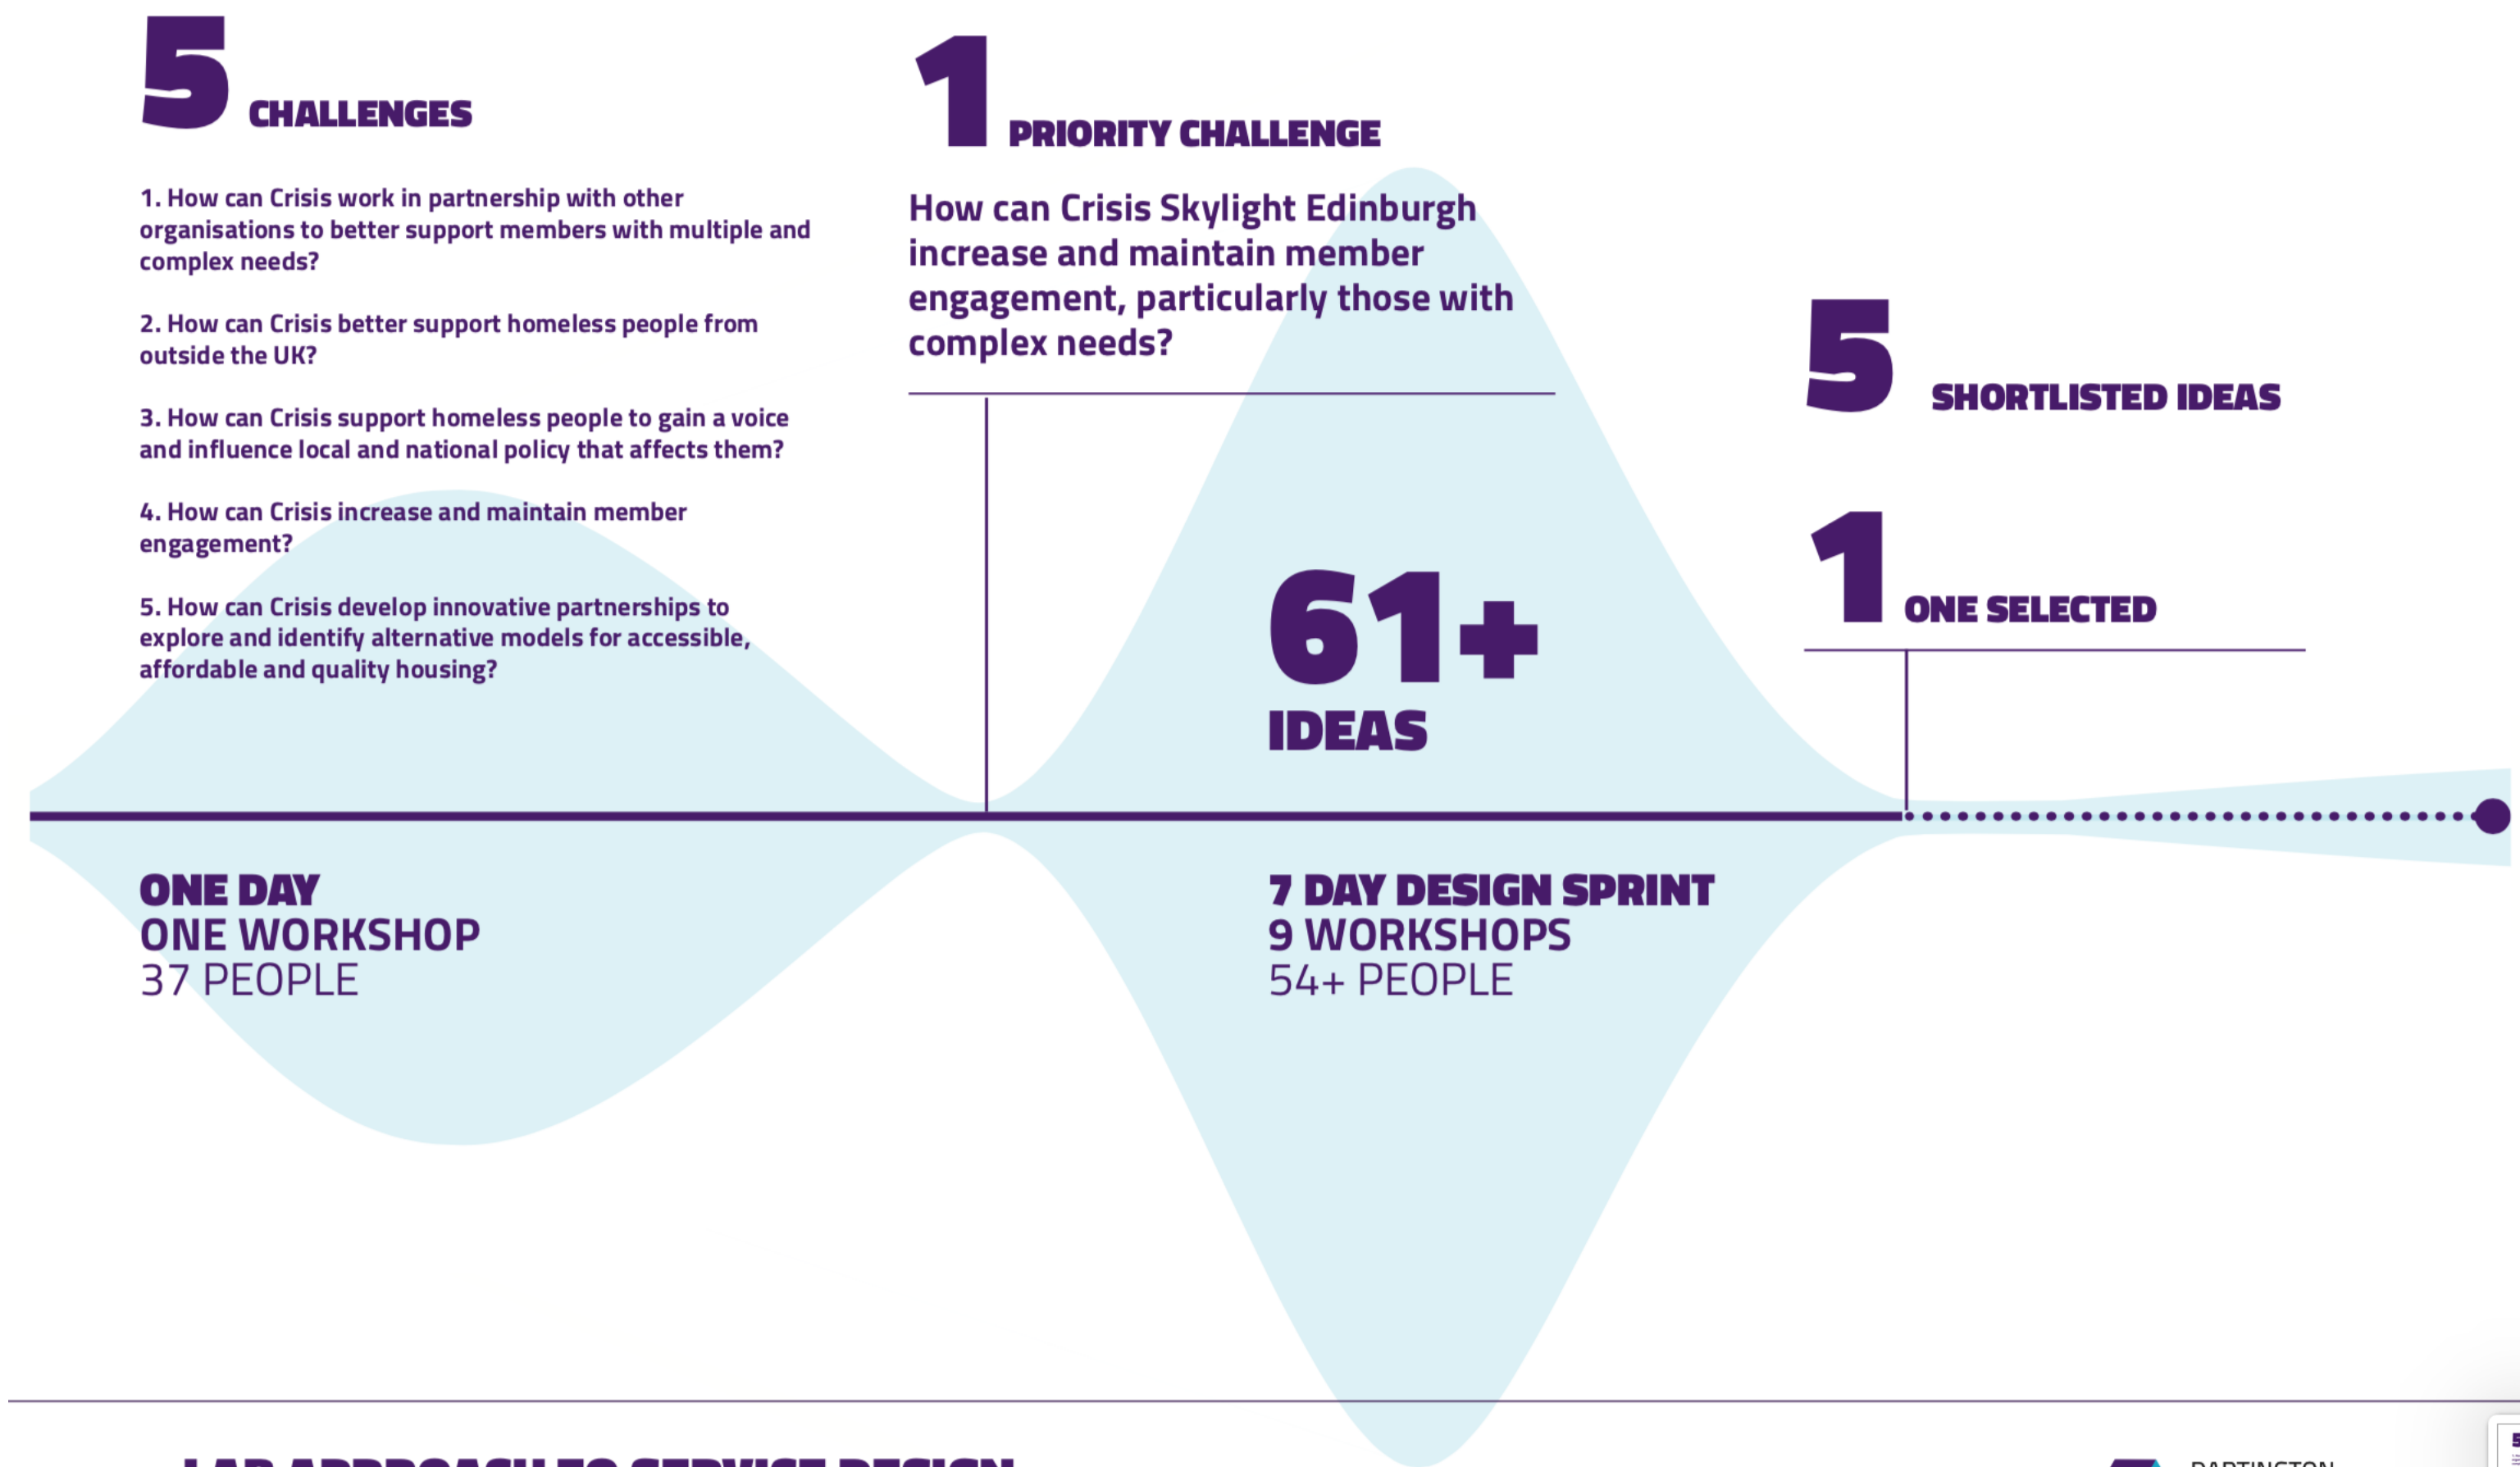 5 CHALLENGES
1. How can Crisis work in partnership with other
organisations to better support members with multiple and
complex needs?
2. How can Crisis better support homeless people from
outside the UK?
3. How can Crisis support homeless people to gain a voice
and influence local and national policy that affects them?
4. How can Crisis increase and maintain member
engagement?
5. How can Crisis develop innovative partnerships to
explore and identify alternative models for accessible,
affordable and quality housing?
1 PRIORITY CHALLENGE
How can Crisis Skylight Edinburgh
increase and maintain member
engagement, particularly those with
complex needs?
61+
IDEAS
5 SHORTLISTED IDEAS
1 ONE SELECTED
ONE DAY
ONE WORKSHOP
37 PEOPLE
7 DAY DESIGN SPRINT
9 WORKSHOPS
54+ PEOPLE
LAB APPROACH TO SERVICE DESIGN
DARTINGTON